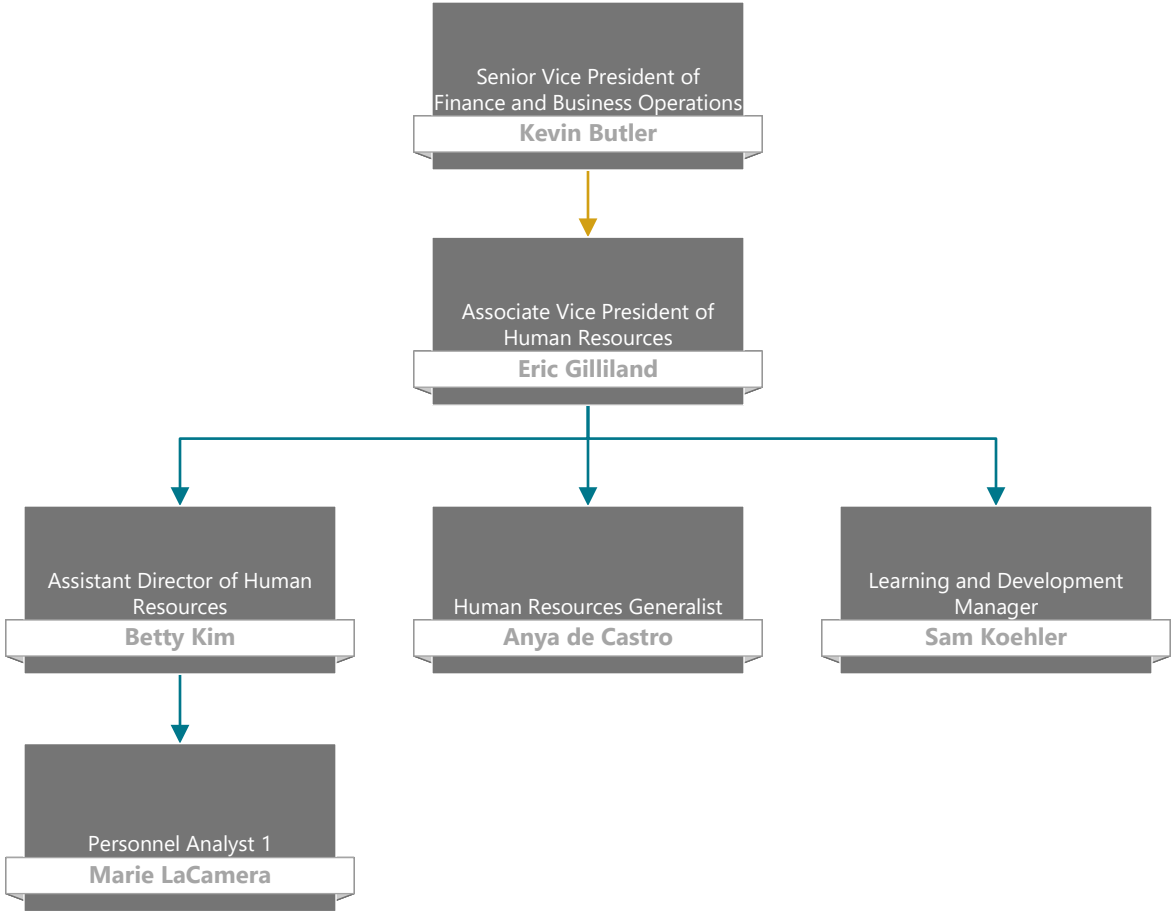 Senior Vice President of
Finance and Business Operations
Kevin Butler
Associate Vice President of
Human Resources
Eric Gilliland
Assistant Director of Human
Resources
Betty Kim
Human Resources Generalist
Anya de Castro
Learning and Development
Manager
Sam Koehler
Personnel Analyst 1
Marie LaCamera